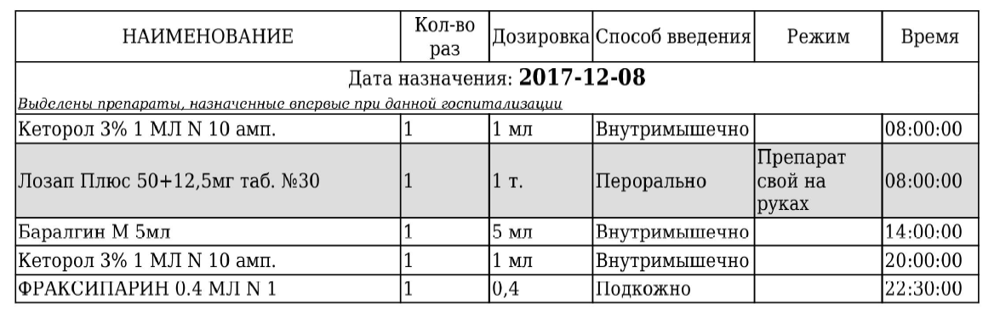 НАИМЕНОВАНИЕ Кол-во раз Дозировка Способ введения Режим Время
Дата назначения: 2017-12-08
Выделены препараты, назначенные впервые при данной госпитализации
Кеторол 3% 1 МЛ N 10 амп. 1 1 мл Внутримышечно 08:00:00
Лозап Плюс 50+12,5мг таб. №30 1 1 т. Перорально Препарат свой на руках 08:00:00
Баралгин М 5мл 1 5 мл Внутримышечно 14:00:00
Кеторол 3% 1 МЛ N 10 амп. 1 1 мл Внутримышечно 20:00:00
ФРАКСИПАРИН 0.4 МЛ N 1 1 0,4 Подкожно 22:30:00